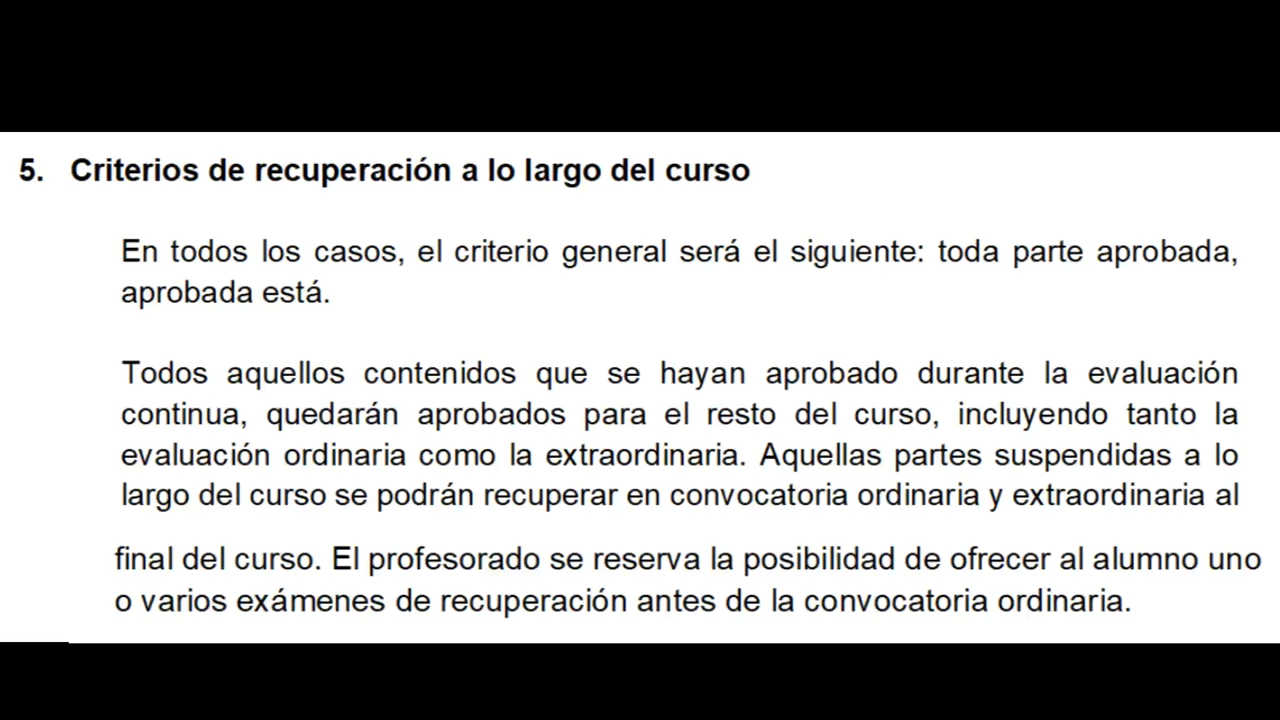 5. Criterios de recuperación a lo largo del curso
En todos los casos, el criterio general será el siguiente: toda parte aprobada,
aprobada está.
Todos aquellos contenidos que se hayan aprobado durante la evaluación
continua, quedarán aprobados para el resto del curso, incluyendo tanto la
evaluación ordinaria como la extraordinaria. Aquellas partes suspendidas a lo
largo del curso se podrán recuperar en convocatoria ordinaria y extraordinaria al
final del curso. El profesorado se reserva la posibilidad de ofrecer al alumno uno
o varios exámenes de recuperación antes de la convocatoria ordinaria.